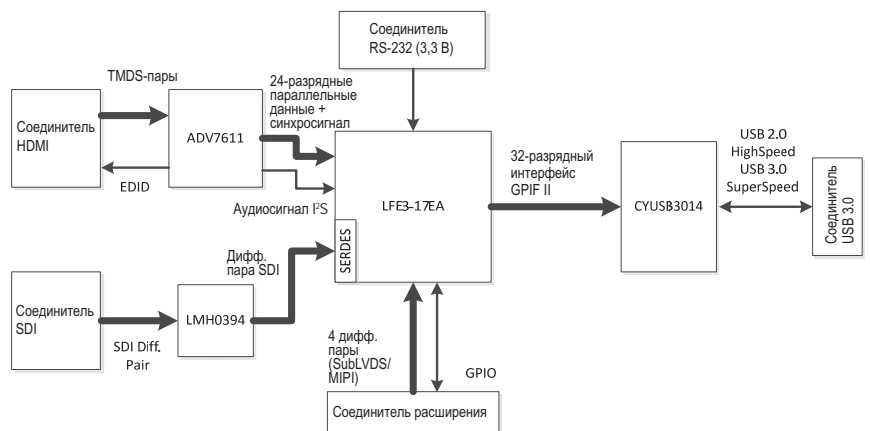 Соединитель
RS-232 (3,3 В)
TMDS-пары
24-разрядные
параллельные
данные +
синхросигнал
Соединитель
HDMI
ADV7611
EDID
Аудиосигнал I²S
LFE3-17EA
SERDES
32-разрядный
интерфейс
GPIF II
CYUSB3014
USB 2.0
HighSpeed
USB 3.0
SuperSpeed
Соединитель
USB 3.0
Дифф.
пара SDI
Соединитель
SDI
LMH0394
SDI Diff.
Pair
4 дифф.
пары
(SubLVDS/
MIPI)
GPIO
Соединитель расширения